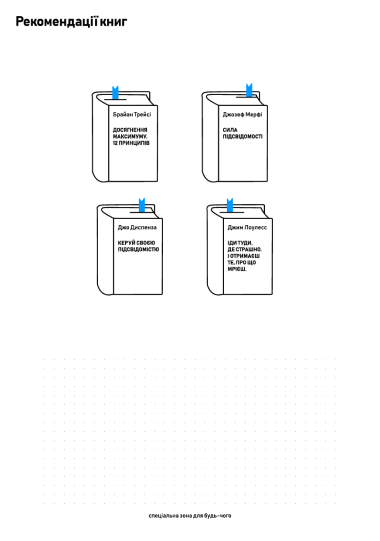 Рекомендації книг
Брайан Трейсі
ДОСЯГНЕННЯ
МАКСИМУМУ.
12 ПРИНЦИПІВ
Джозеф Мерфі
СИЛА
ПІДСВІДОМОСТІ
Джо Диспенза
КЕРУЙ СВОЄЮ
ПІДСВІДОМІСТЮ
Джим Лоулесс
ІДИ ТУДИ,
ДЕ СТРАШНО.
І ОТРИМАЄШ
ТЕ, ПРО ЩО
МРІЄШ.
спеціальна зона для будь-чого